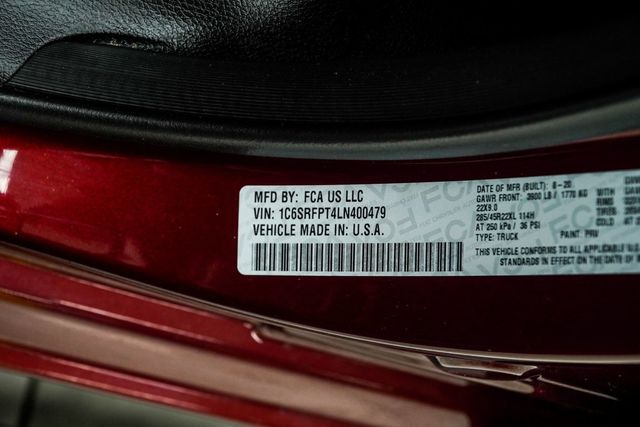 MFD BY: FCA US LLC
VIN: 1C6SRFPT4LN400479
VEHICLE MADE IN: U.S.A.
DATE OF MFR (BUILT): 8-20
GAWR FRONT: 3900 LB / 1770 KG
22X9.0
285/45R22XL 114H
AT 250 kPa / 36 PSI
TYPE: TRUCK PAINT: PRV
THIS VEHICLE CONFORMS TO ALL APPLICABLE
STANDARDS IN EFFECT ON THE DATE OF
FCA